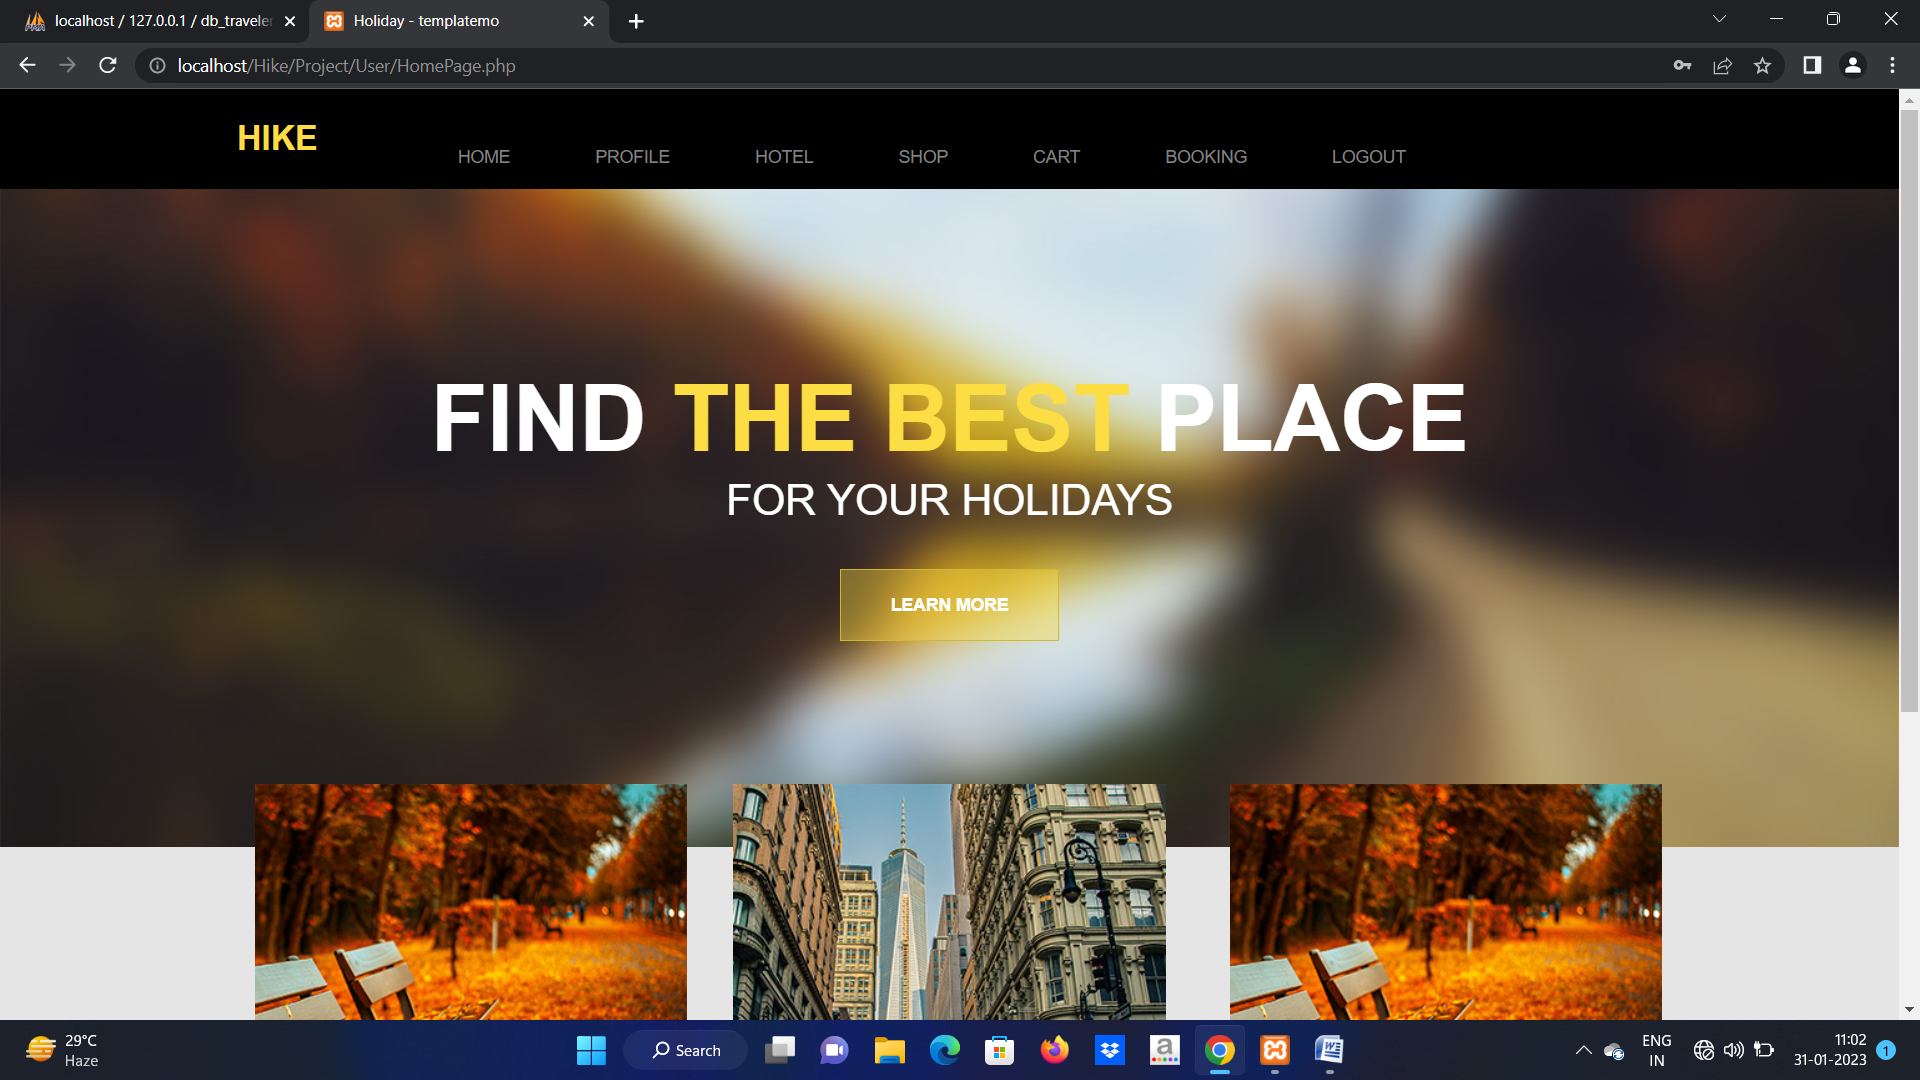 localhost / 127.0.0.1 / db_traveler
Holiday - templatemo
localhost/Hike/Project/User/HomePage.php
HIKE
HOME
PROFILE
HOTEL
SHOP
CART
BOOKING
LOGOUT
FIND THE BEST PLACE
FOR YOUR HOLIDAYS
LEARN MORE
29°C
Haze
Search
ENG
IN
11:02
31-01-2023
1